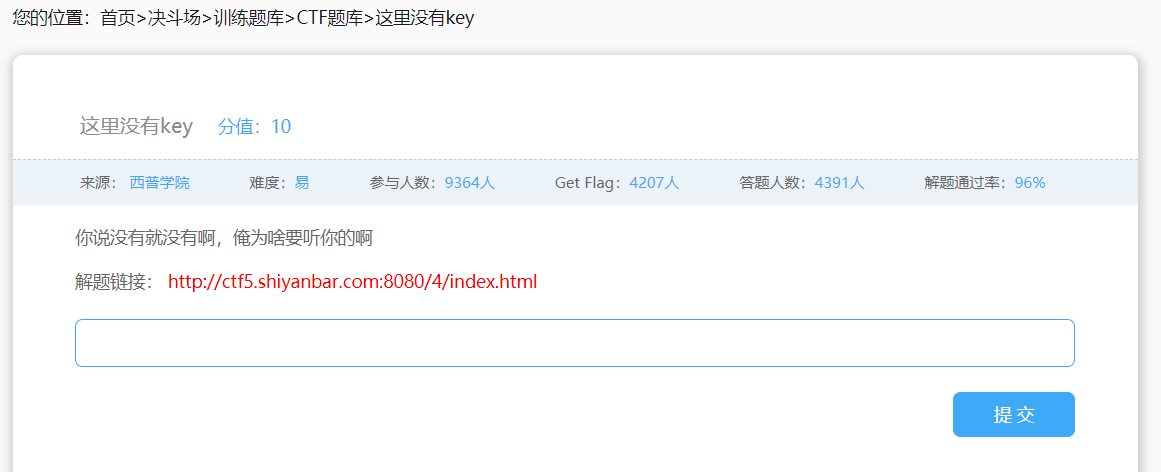 您的位置：首页>决斗场>训练题库>CTF题库>这里没有key
这里没有key 分值：10
来源： 西普学院 难度：易 参与人数：9364人 Get Flag：4207人 答题人数：4391人 解题通过率：96%
你说没有就没有啊，俺为啥要听你的啊
解题链接： http://ctf5.shiyanbar.com:8080/4/index.html
提 交